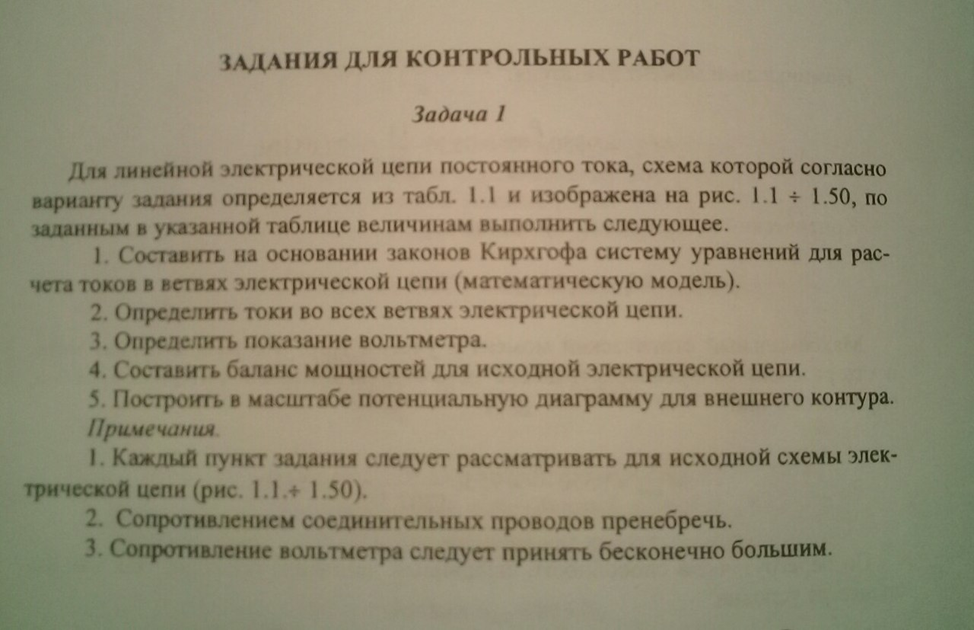 ЗАДАНИЯ ДЛЯ КОНТРОЛЬНЫХ РАБОТ
Задача 1
Для линейной электрической цепи постоянного тока, схема которой согласно
варианту задания определяется из табл. 1.1 и изображена на рис. 1.1 ÷ 1.50, по
заданным в указанной таблице величинам выполнить следующее.
1. Составить на основании законов Кирхгофа систему уравнений для рас-
чета токов в ветвях электрической цепи (математическую модель).
2. Определить токи во всех ветвях электрической цепи.
3. Определить показание вольтметра.
4. Составить баланс мощностей для исходной электрической цепи.
5. Построить в масштабе потенциальную диаграмму для внешнего контура.
Примечания.
1. Каждый пункт задания следует рассматривать для исходной схемы элек-
трической цепи (рис. 1.1.÷ 1.50).
2. Сопротивлением соединительных проводов пренебречь.
3. Сопротивление вольтметра следует принять бесконечно большим.